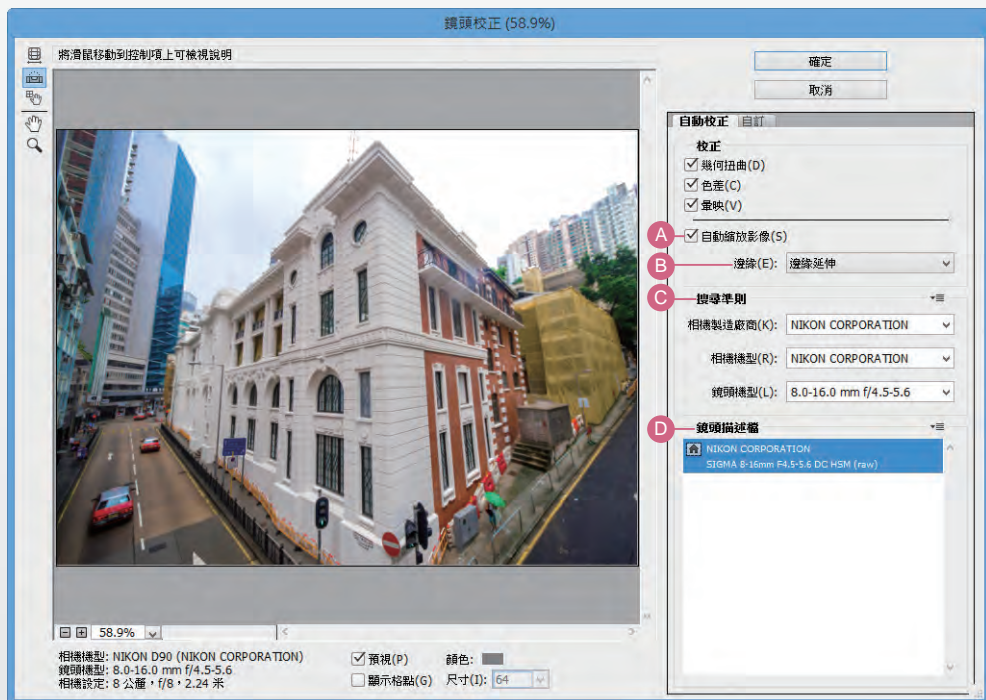 鏡頭校正 (58.9%)
將滑鼠移動到控制項上可檢視說明
確定
取消
自動校正 自訂
校正
幾何扭曲(D)
色差(C)
暈映(V)
A 自動縮放影像(S)
B 邊緣(E): 邊緣延伸
C 搜尋準則
相機製造廠商(K): NIKON CORPORATION
相機機型(R): NIKON CORPORATION
鏡頭機型(L): 8.0-16.0 mm f/4.5-5.6
D 鏡頭描述檔
NIKON CORPORATION
SIGMA 8-16mm F4.5-5.6 DC HSM (raw)
58.9%
相機機型: NIKON D90 (NIKON CORPORATION)
鏡頭機型: 8.0-16.0 mm f/4.5-5.6
相機設定: 8 公厘，f/8，2.24 米
預視(P) 顏色:
顯示格點(G) 尺寸(I): 64